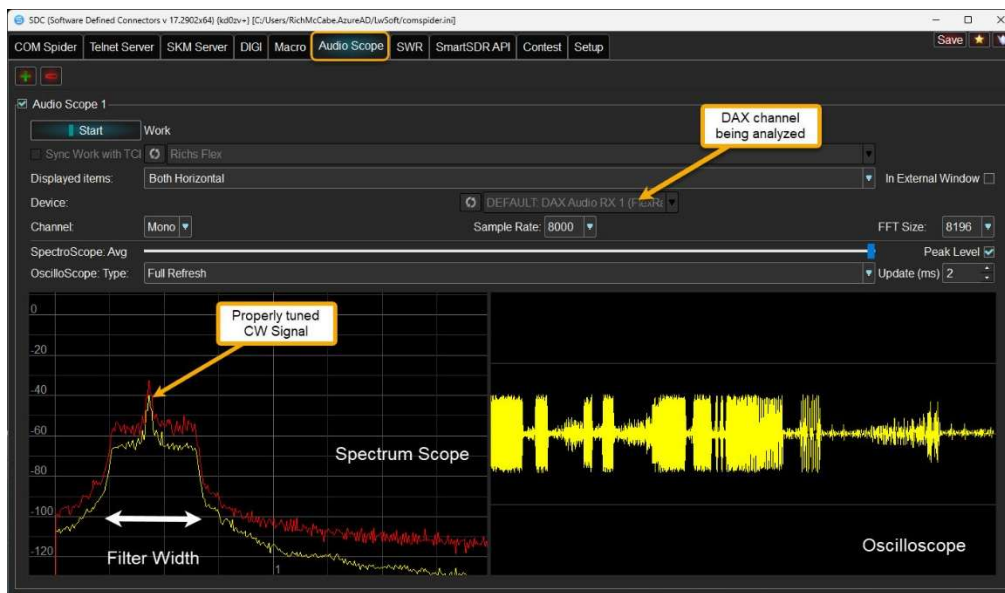 SDC (Software Defined Connectors v 17.2902x64) {kd0zv+} [C:/Users/RichMcCabe.AzureAD/LwSoft/comspider.ini]
COM Spider Telnet Server SKM Server DIGI Macro Audio Scope SWR SmartSDR API Contest Setup Save
Audio Scope 1
Start Work
DAX channel
being analyzed
Sync Work with TCI Richs Flex
Displayed items: Both Horizontal In External Window
Device: DEFAULT: DAX Audio RX 1 (FlexRa
Channel: Mono Sample Rate: 8000 FFT Size: 8196
SpectroScope: Avg Peak Level
OscilloScope: Type: Full Refresh Update (ms) 2
0
Properly tuned
CW Signal
-20
-40
-60
Spectrum Scope
-80
-100
-120
Filter Width
1
Oscilloscope